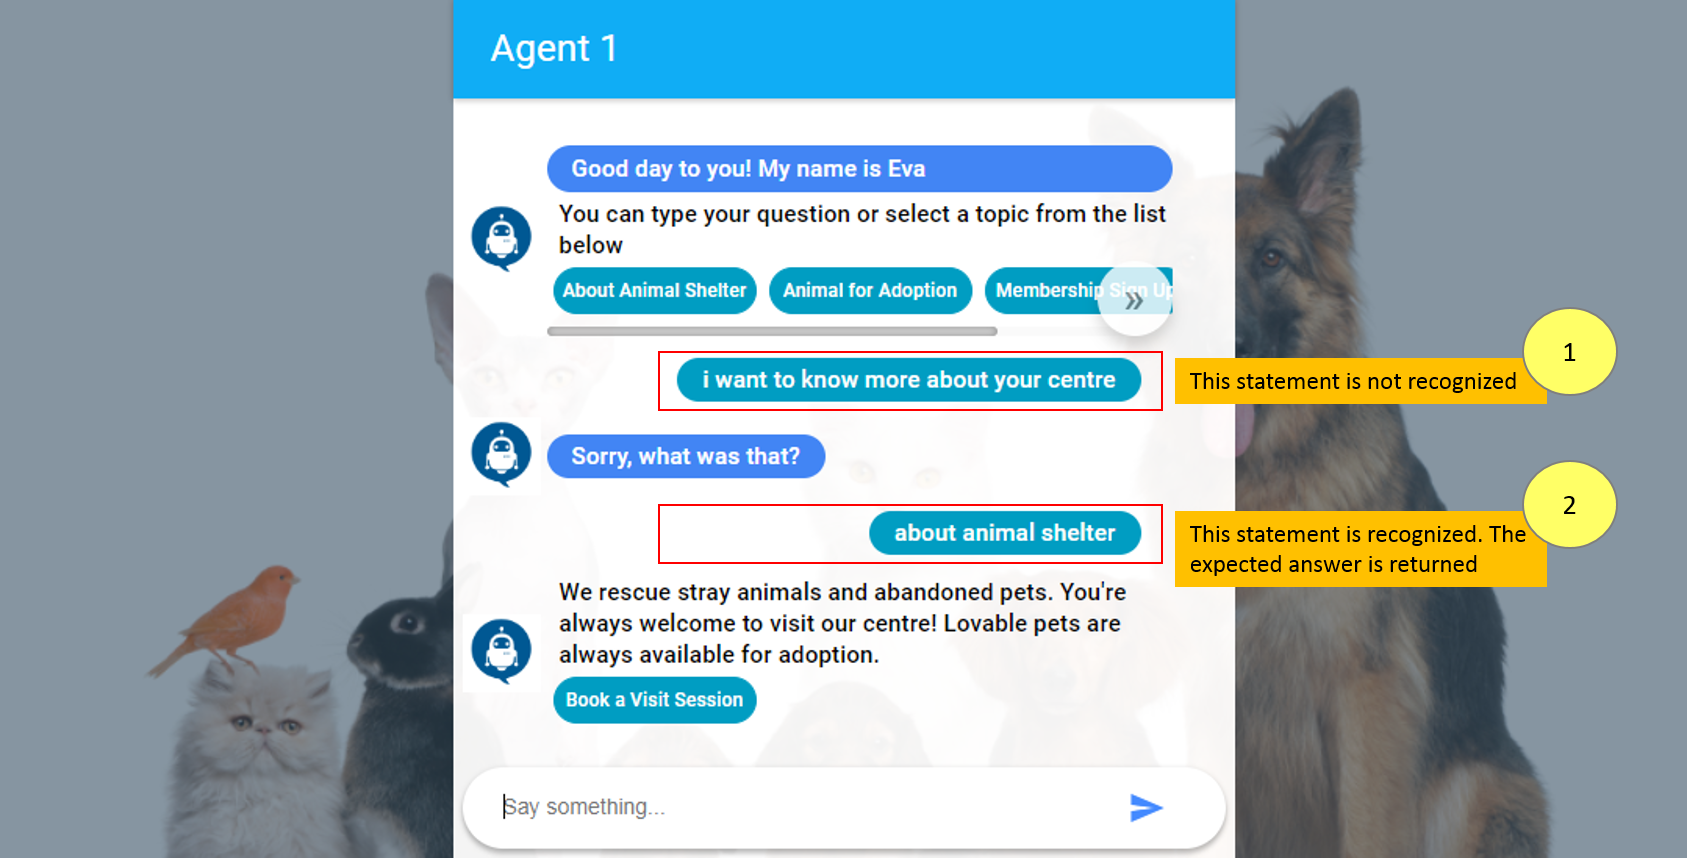 Agent 1
Good day to you! My name is Eva
You can type your question or select a topic from the list
below
About Animal Shelter
Animal for Adoption
Membership Sign Up
»
i want to know more about your centre
This statement is not recognized
1
Sorry, what was that?
about animal shelter
This statement is recognized. The
expected answer is returned
2
We rescue stray animals and abandoned pets. You're
always welcome to visit our centre! Lovable pets are
always available for adoption.
Book a Visit Session
Say something...